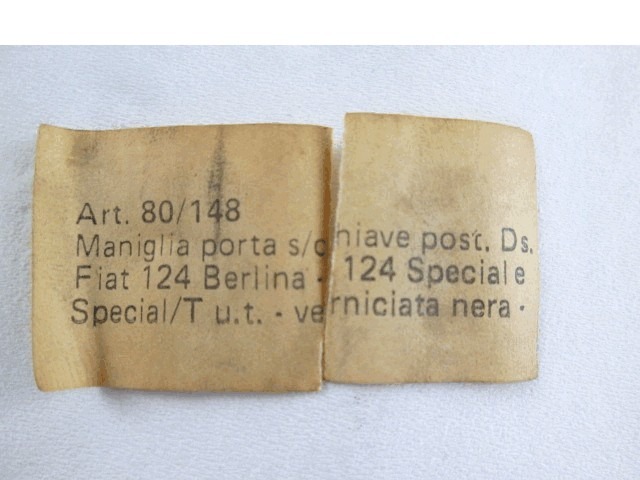 Art. 80/148
Maniglia porta s/chiave post. Ds.
Fiat 124 Berlina - 124 Special e
Special/T u.t. - verniciata nera -